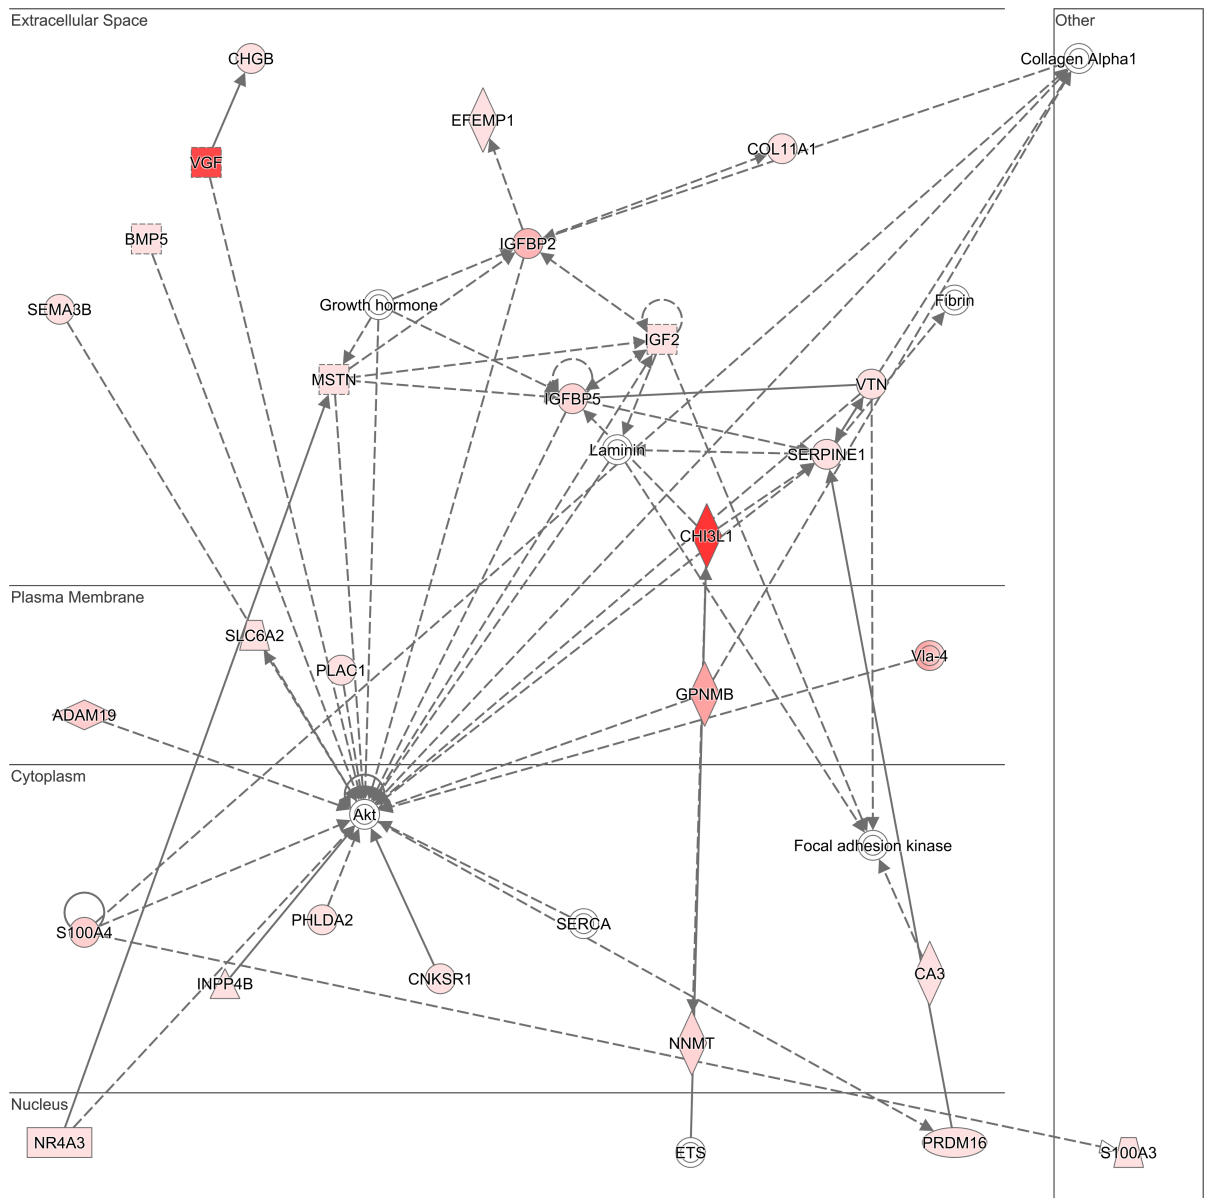 Extracellular Space
Other
CHGB
Collagen Alpha1
EFEMP1
COL11A1
VGF
BMP5
IGFBP2
SEMA3B
Growth hormone
Fibrin
IGF2
MSTN
IGFBP5
VTN
Laminin
SERPINE1
CHI3L1
Plasma Membrane
SLC6A2
PLAC1
Vla-4
GPNMB
ADAM19
Cytoplasm
Akt
Focal adhesion kinase
S100A4
PHLDA2
SERCA
INPP4B
CNKSR1
CA3
NNMT
Nucleus
NR4A3
ETS
PRDM16
S100A3